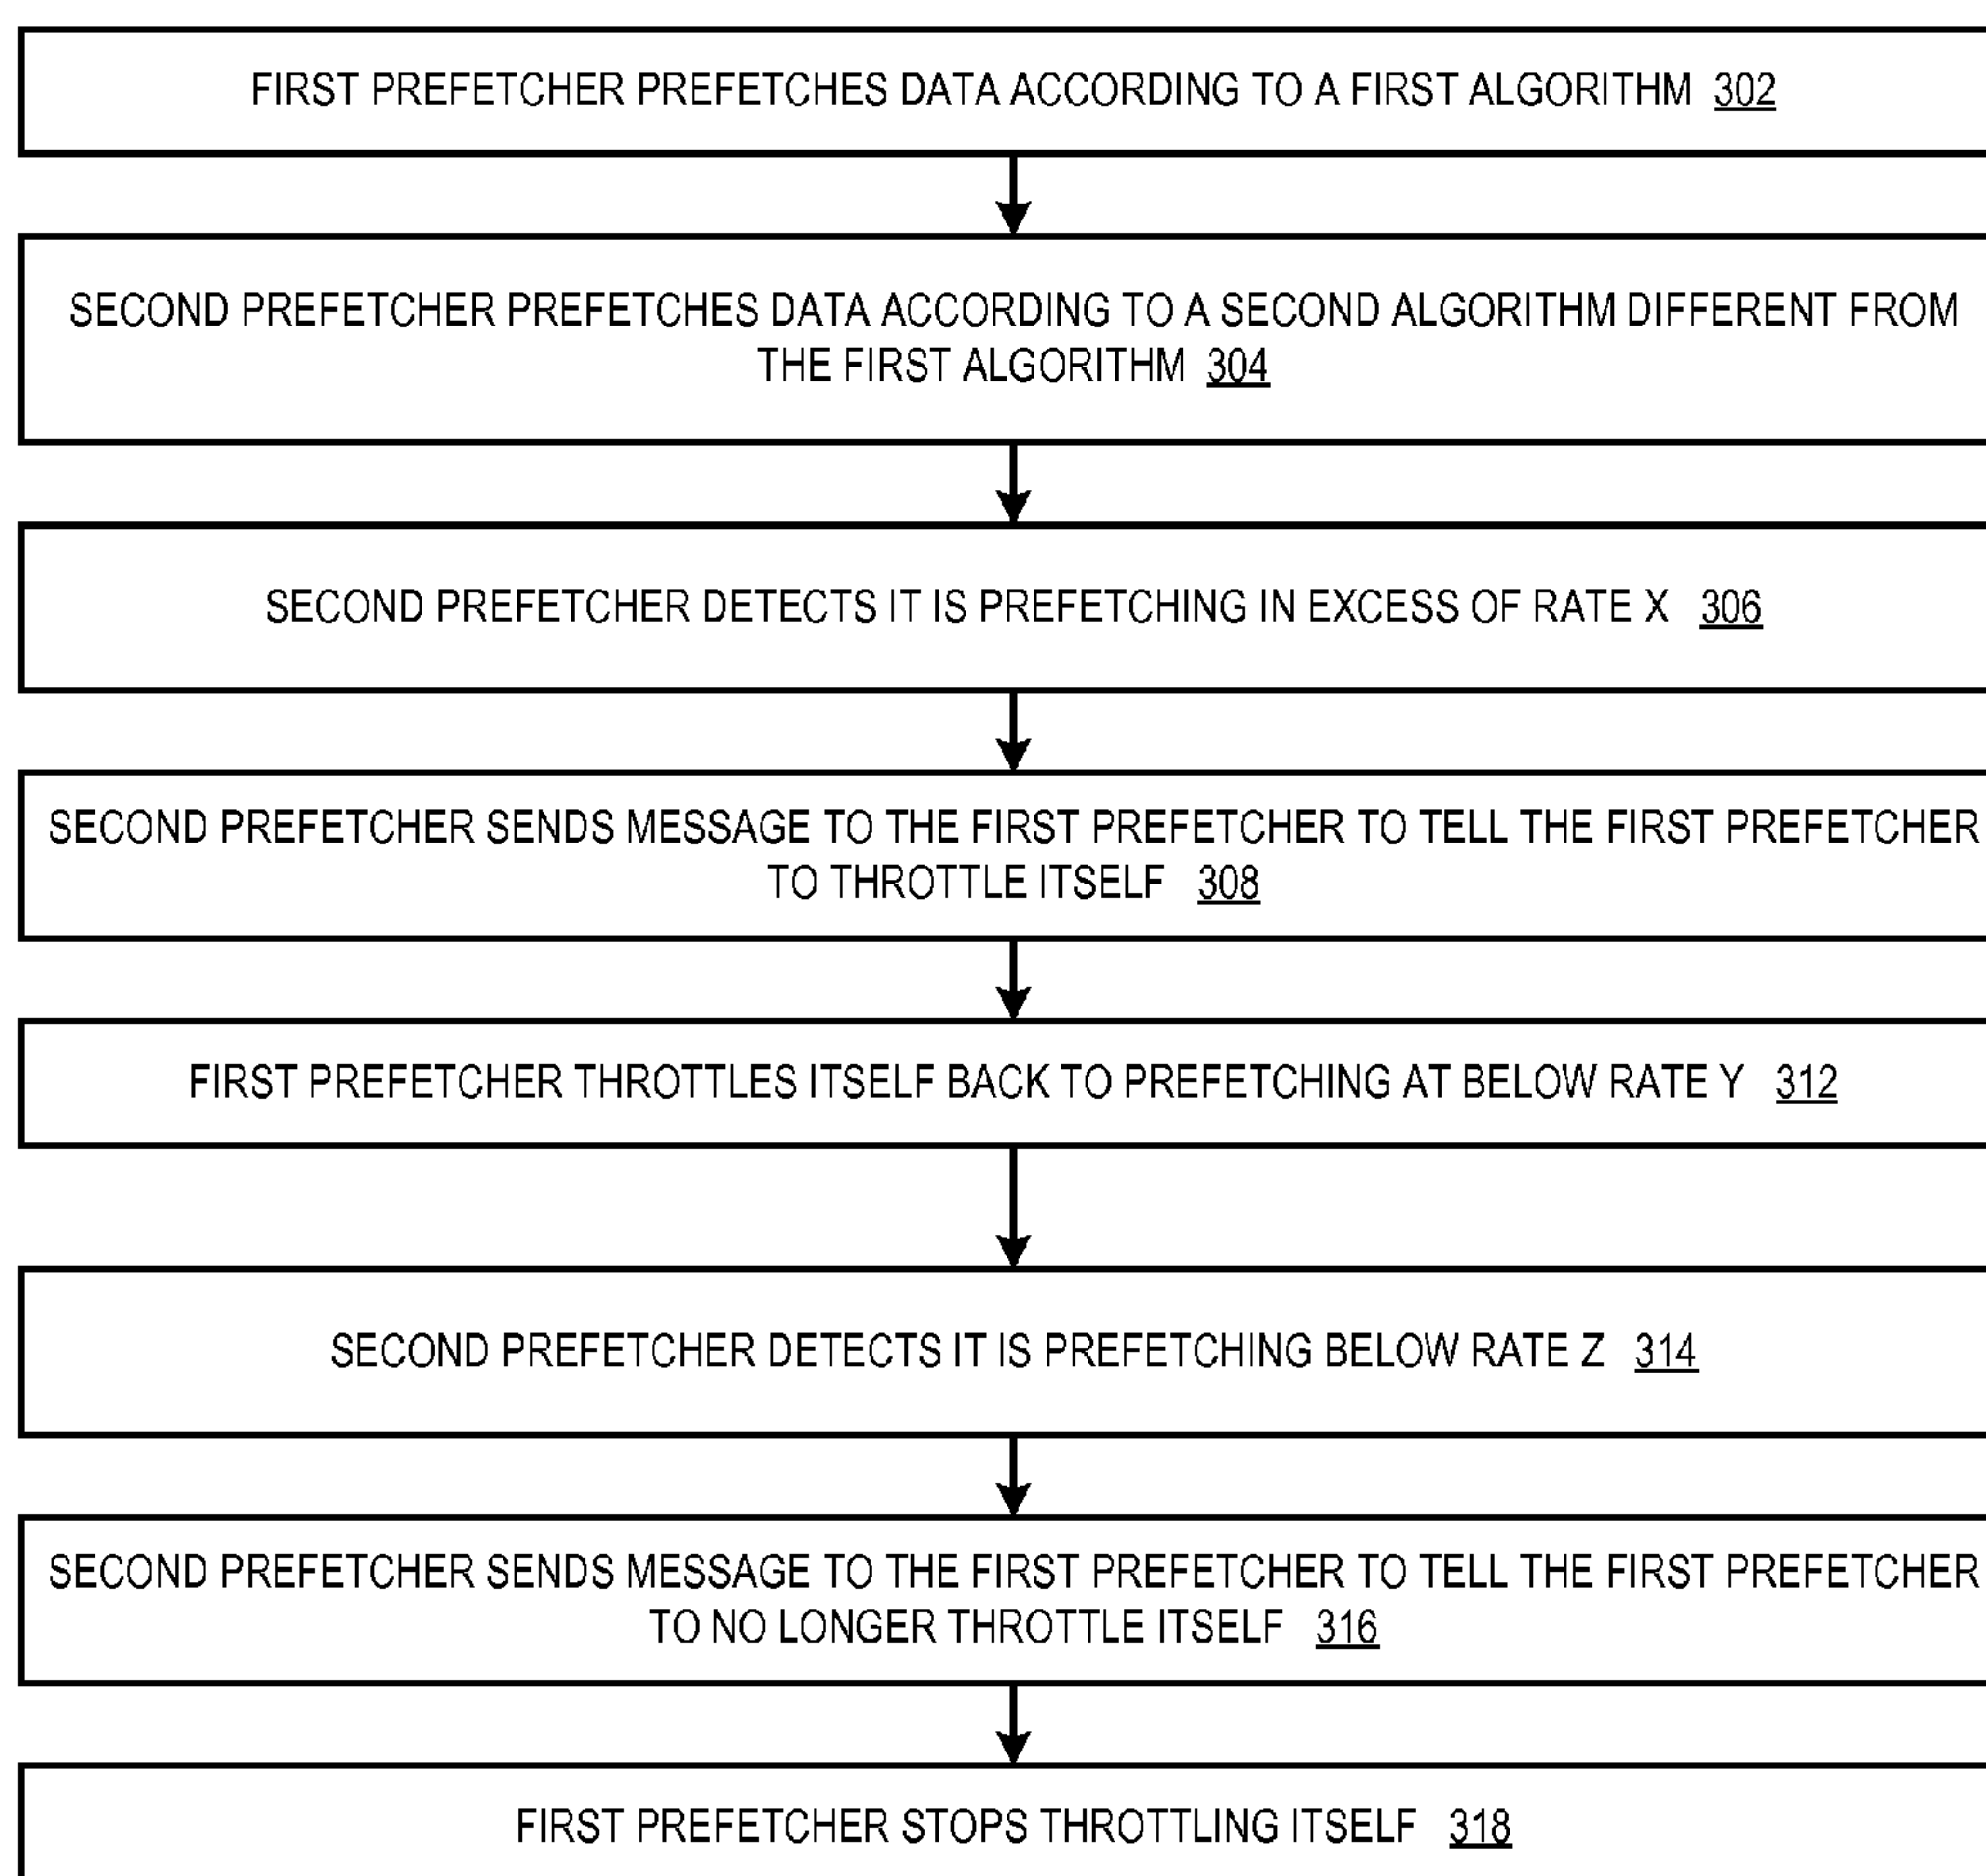 FIRST PREFETCHER PREFETCHES DATA ACCORDING TO A FIRST ALGORITHM 302
SECOND PREFETCHER PREFETCHES DATA ACCORDING TO A SECOND ALGORITHM DIFFERENT FROM
THE FIRST ALGORITHM 304
SECOND PREFETCHER DETECTS IT IS PREFETCHING IN EXCESS OF RATE X 306
SECOND PREFETCHER SENDS MESSAGE TO THE FIRST PREFETCHER TO TELL THE FIRST PREFETCHER
TO THROTTLE ITSELF 308
FIRST PREFETCHER THROTTLES ITSELF BACK TO PREFETCHING AT BELOW RATE Y 312
SECOND PREFETCHER DETECTS IT IS PREFETCHING BELOW RATE Z 314
SECOND PREFETCHER SENDS MESSAGE TO THE FIRST PREFETCHER TO TELL THE FIRST PREFETCHER
TO NO LONGER THROTTLE ITSELF 316
FIRST PREFETCHER STOPS THROTTLING ITSELF 318